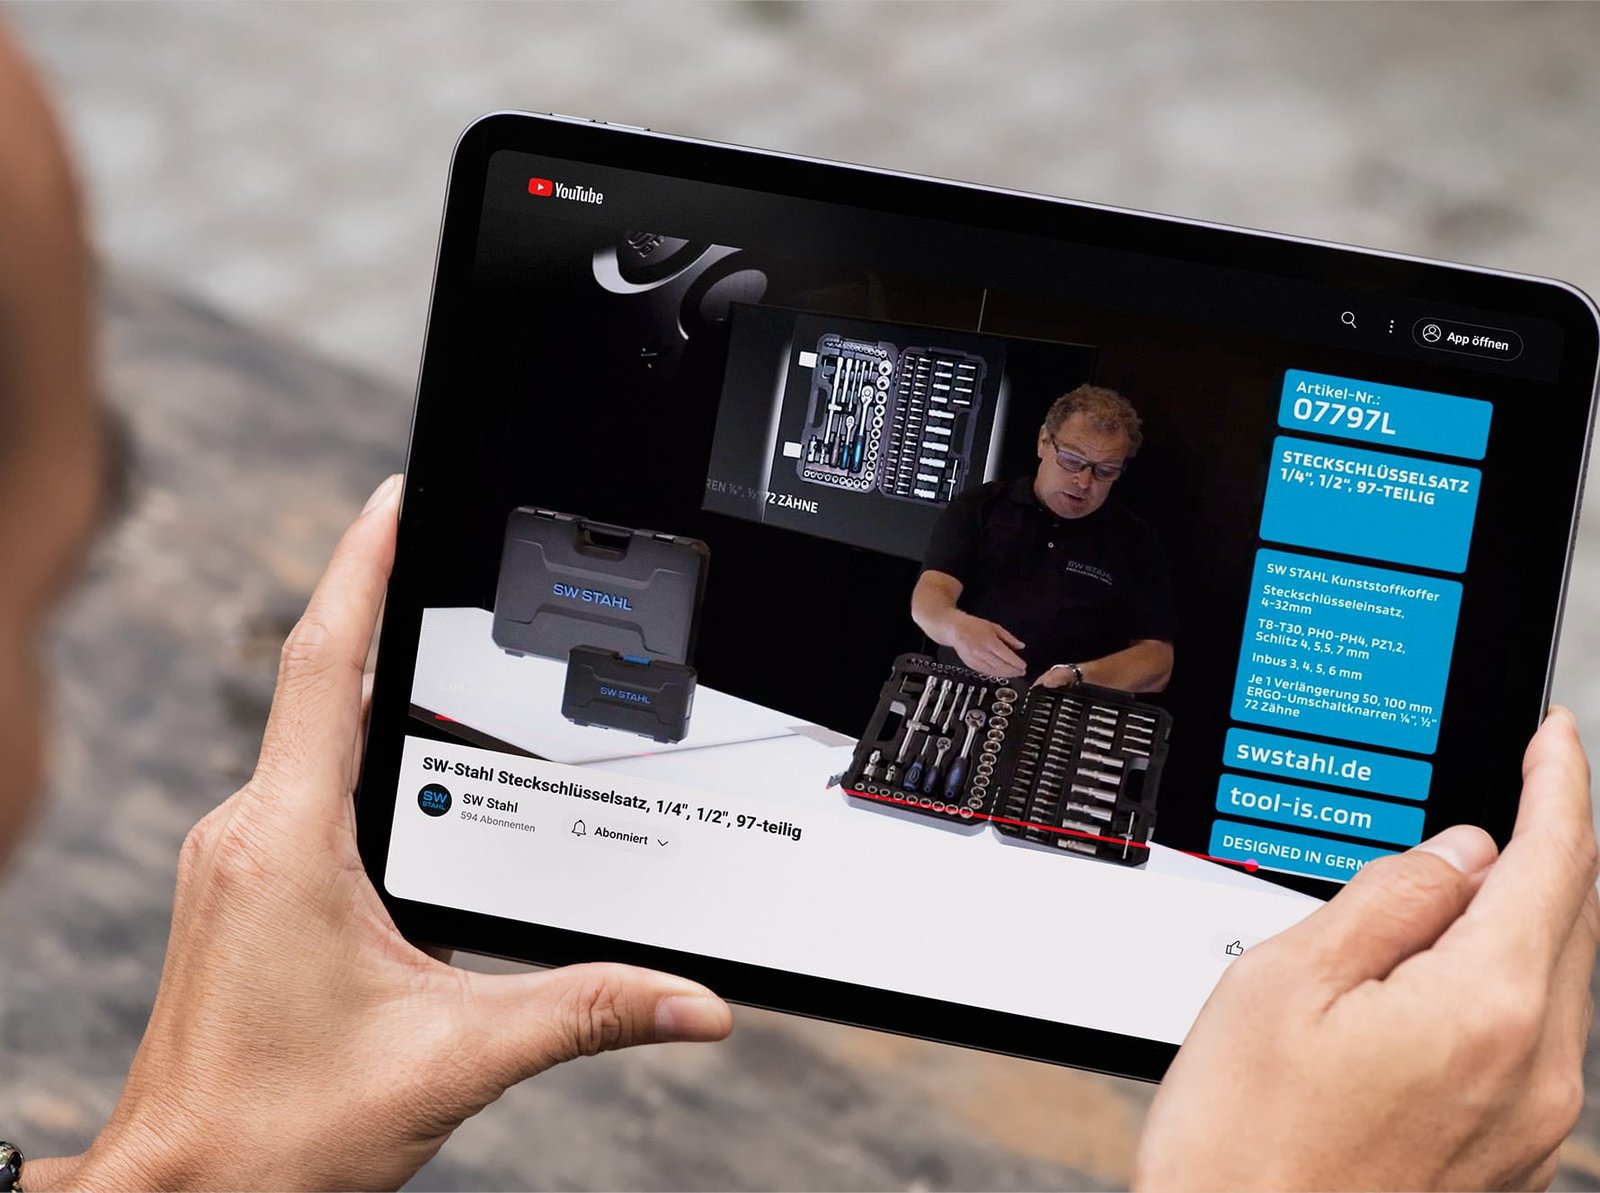 YouTube
App öffnen
Artikel-Nr.:
07797L
STECKSCHLÜSSELSATZ
1/4“, 1/2“, 97-TEILIG
SW STAHL Kunststoffkoffer
Steckschlüsseleinsatz,
4-32mm
T8-T30, PH0-PH4, PZ1,2,
Schlitz 4, 5,5, 7 mm
Inbus 3, 4, 5, 6 mm
Je 1 Verlängerung 50, 100 mm
ERGO-Umschaltknarren ¼“, ½“
72 Zähne
swstahl.de
tool-is.com
DESIGNED IN GERM
REN ¼“, ½“ 72 ZÄHNE
SW STAHL
PROFESSIONAL TOOLS
SW STAHL
SW STAHL
SW-Stahl Steckschlüsselsatz, 1/4", 1/2", 97-teilig
SW
STAHL
SW Stahl
594 Abonnenten
Abonniert